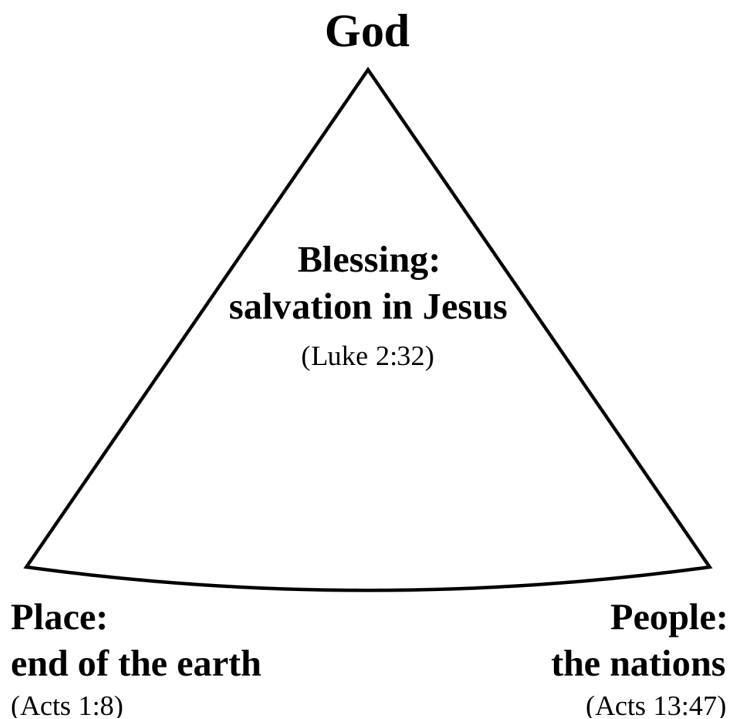 God
Blessing:
salvation in Jesus
(Luke 2:32)
Place:
end of the earth
(Acts 1:8)
People:
the nations
(Acts 13:47)